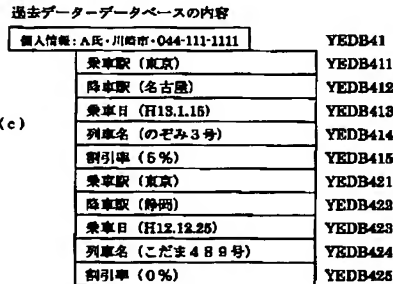 過去データーデータベースの内容
個人情報：A氏・川崎市・044-111-1111 YEDB41
乗車駅（東京） YEDB411
降車駅（名古屋） YEDB412
(c) 乗車日（H13.1.15） YEDB413
列車名（のぞみ3号） YEDB414
割引率（5％） YEDB415
乗車駅（東京） YEDB421
降車駅（静岡） YEDB422
乗車日（H12.12.25） YEDB423
列車名（こだま489号） YEDB424
割引率（0％） YEDB425